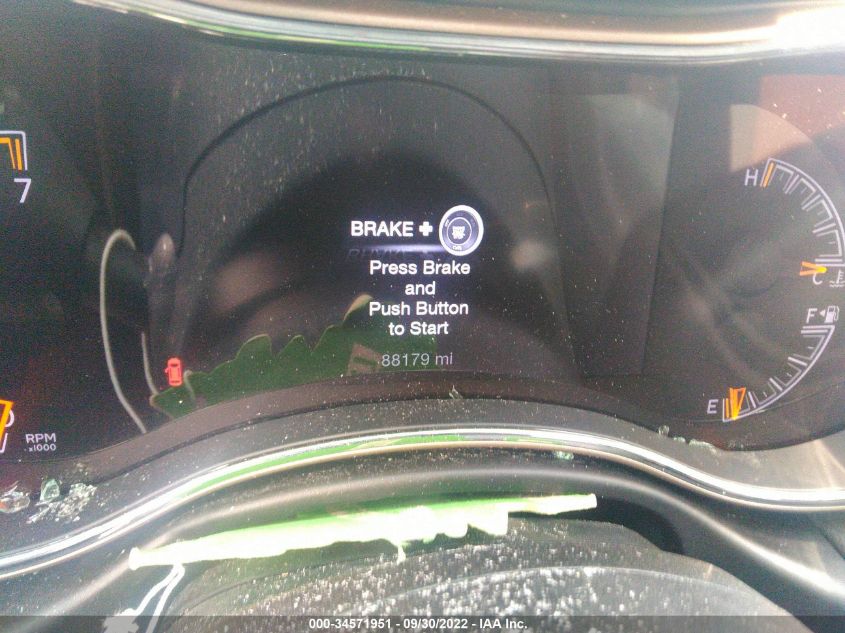 7
RPM
x1000
BRAKE +
Press Brake
and
Push Button
to Start
88179 mi
H
C
F
E
000-34571951 - 09/30/2022 - IAA Inc.